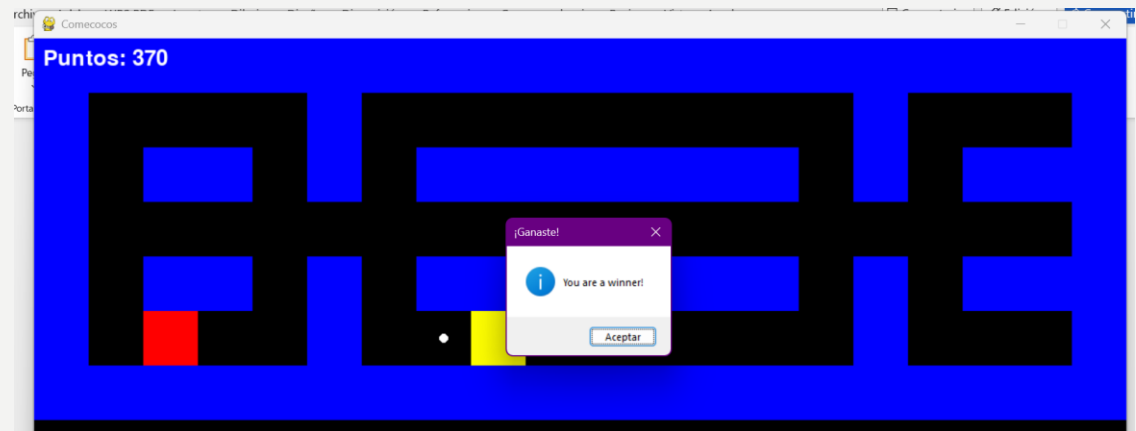 Comecocos
Puntos: 370
¡Ganaste!
You are a winner!
Aceptar